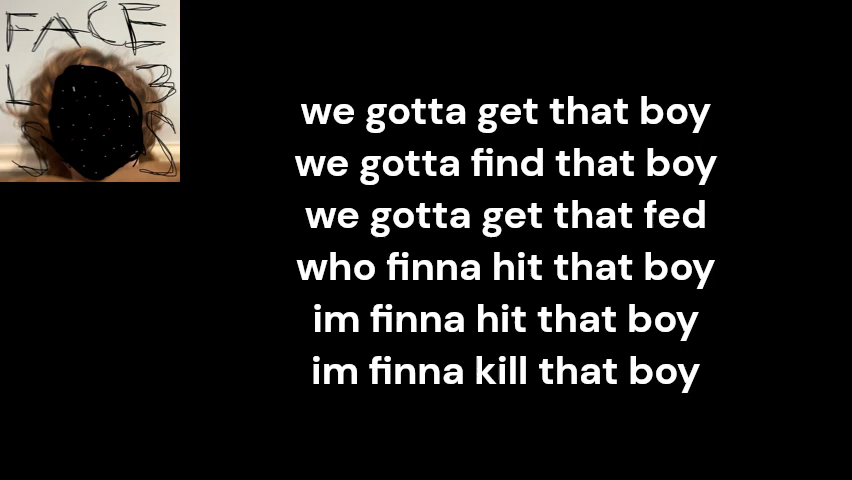 FACE
L 3
S S
we gotta get that boy
we gotta find that boy
we gotta get that fed
who finna hit that boy
im finna hit that boy
im finna kill that boy